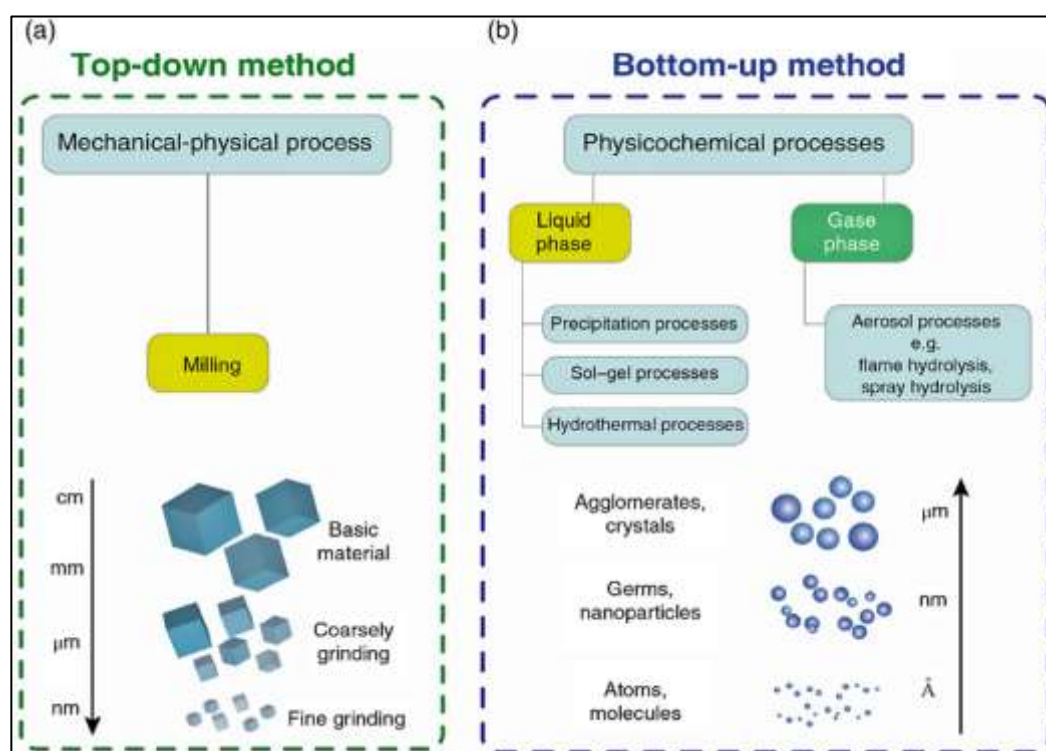 (a)
Top-down method
Mechanical-physical process
Milling
cm
mm
μm
nm
Basic
material
Coarsely
grinding
Fine grinding
(b)
Bottom-up method
Physicochemical processes
Liquid
phase
Gase
phase
Precipitation processes
Sol–gel processes
Hydrothermal processes
Aerosol processes
e.g.
flame hydrolysis,
spray hydrolysis
Agglomerates,
crystals
Germs,
nanoparticles
Atoms,
molecules
μm
nm
Å